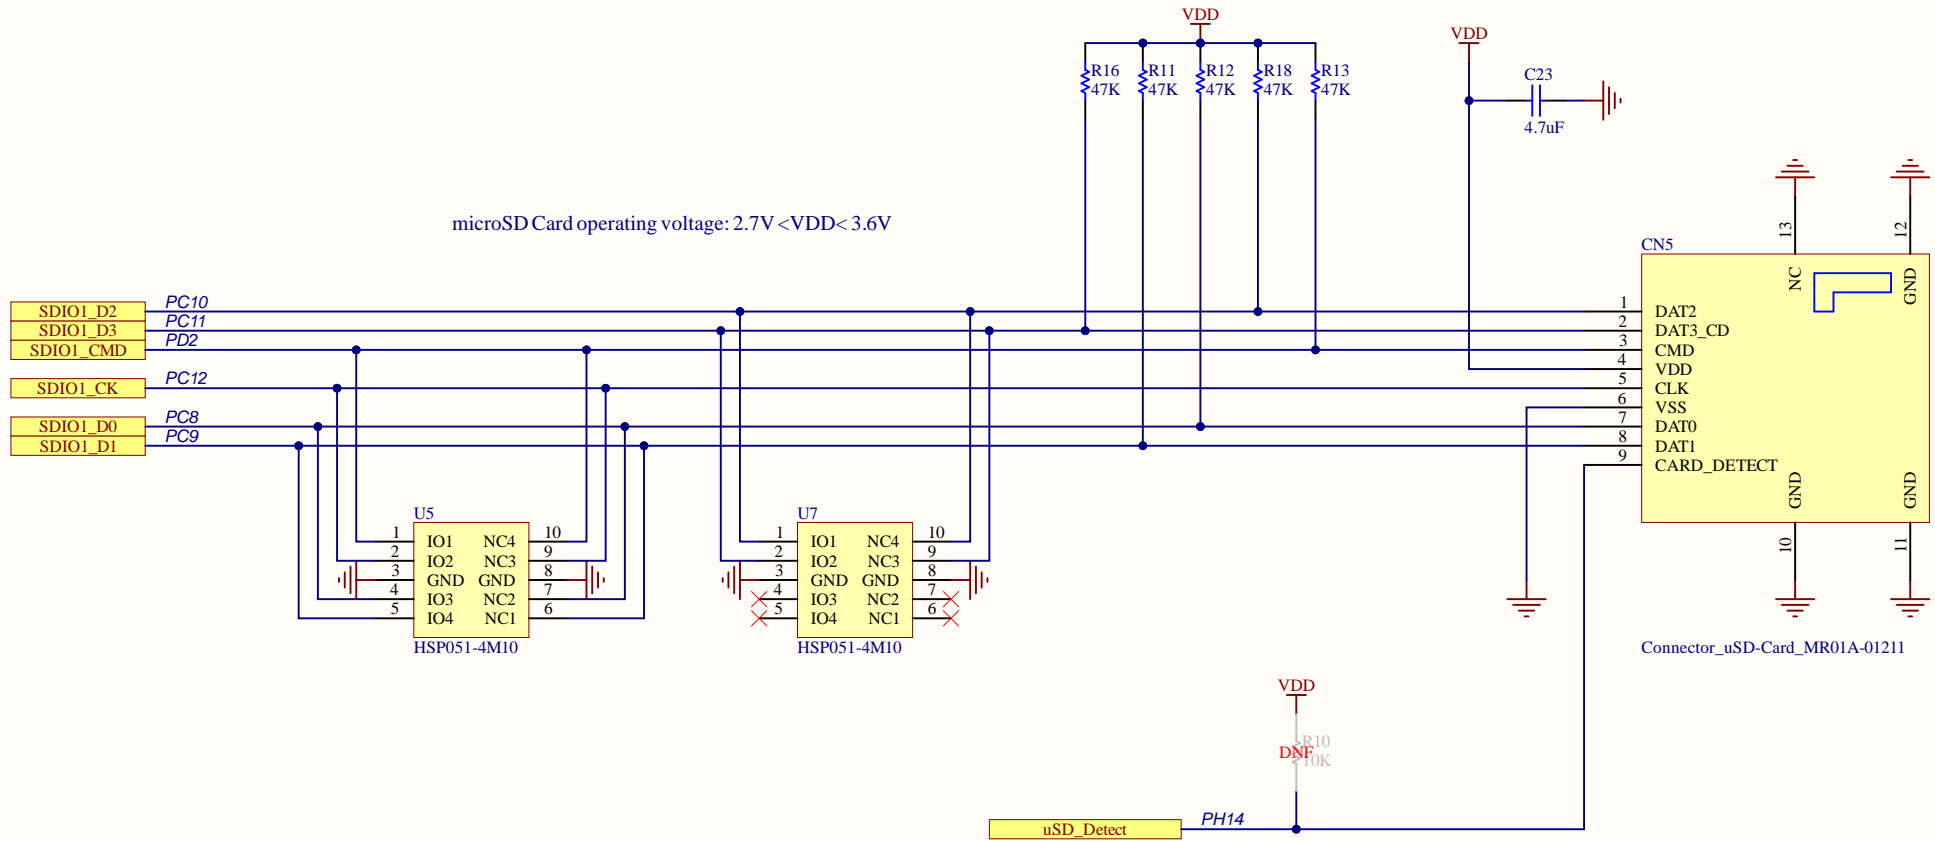 VDD
VDD
R16
47K
R11
47K
R12
47K
R18
47K
R13
47K
C23
4.7uF
microSD Card operating voltage: 2.7V <VDD< 3.6V
13
12
CN5
NC
GND
SDIO1_D2
PC10
SDIO1_D3
PC11
SDIO1_CMD
PD2
SDIO1_CK
PC12
SDIO1_D0
PC8
SDIO1_D1
PC9
1 DAT2
2 DAT3_CD
3 CMD
4 VDD
5 CLK
6 VSS
7 DAT0
8 DAT1
9 CARD_DETECT
GND
GND
10
11
Connector_uSD-Card_MR01A-01211
U5
1 IO1 NC4 10
2 IO2 NC3 9
3 GND GND 8
4 IO3 NC2 7
5 IO4 NC1 6
HSP051-4M10
U7
1 IO1 NC4 10
2 IO2 NC3 9
3 GND GND 8
4 IO3 NC2 7
5 IO4 NC1 6
HSP051-4M10
VDD
R10
DNF
10K
uSD_Detect
PH14